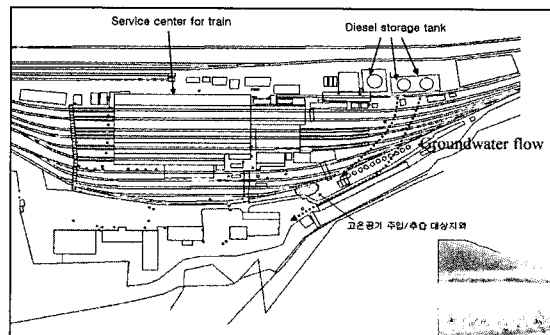 Service center for train
Diesel storage tank
Groundwater flow
고온공기 주입/추출 대상지역